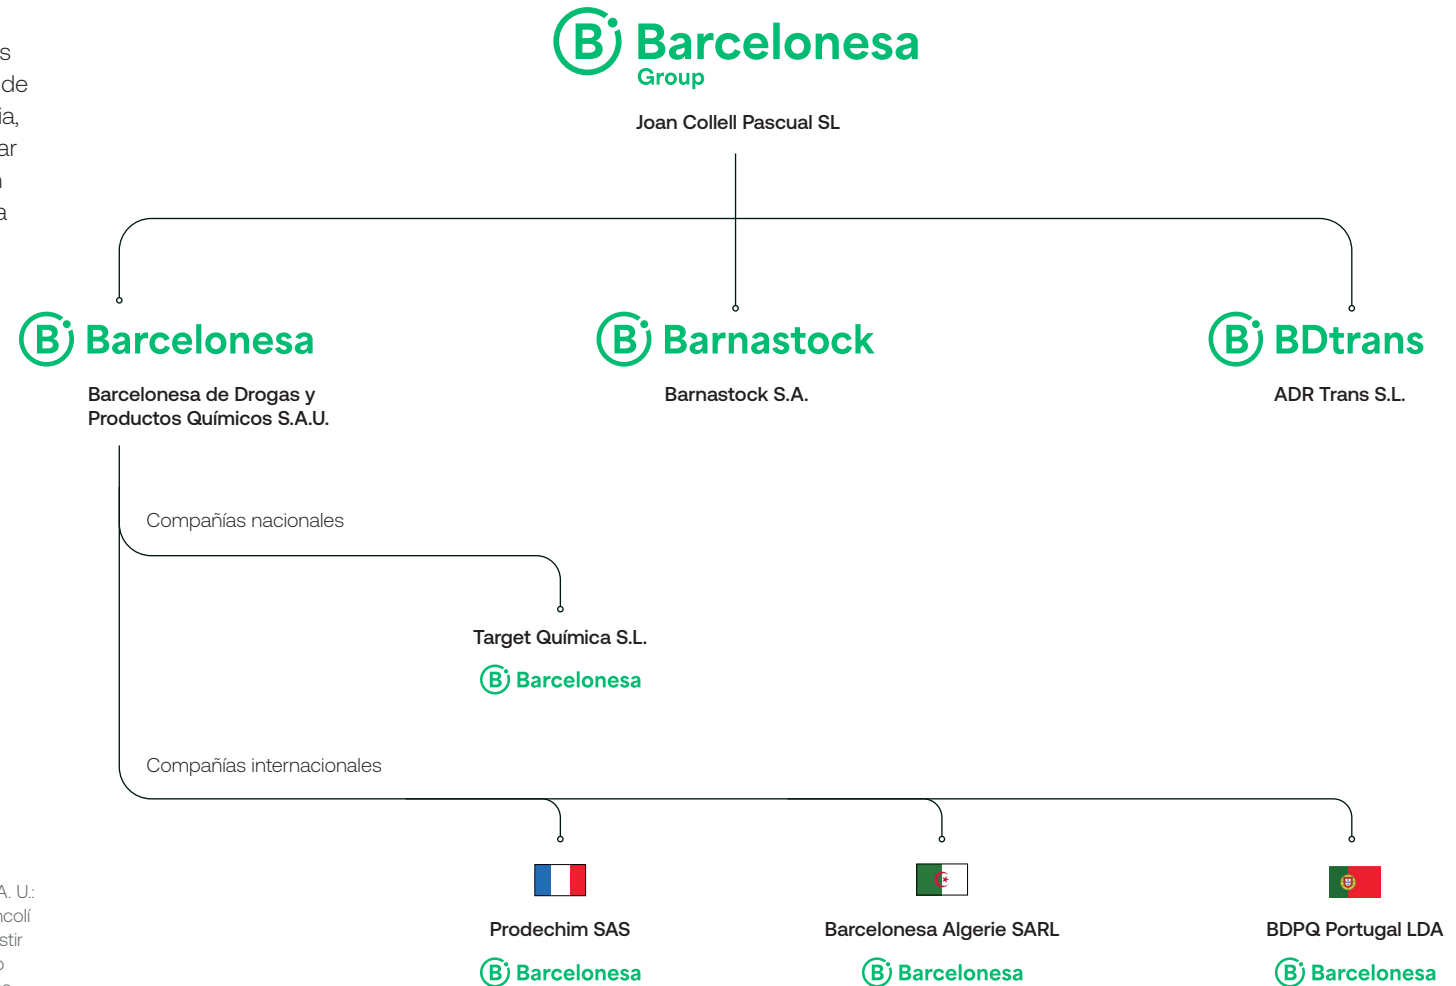 B Barcelonesa
Group
Joan Collell Pascual SL
de
B Barcelonesa
B Barnastock
B BDtrans
Barcelonesa de Drogas y
Productos Químicos S.A.U.
Barnastock S.A.
ADR Trans S.L.
Compañías nacionales
Target Química S.L.
B Barcelonesa
Compañías internacionales
Prodechim SAS
Barcelonesa Algerie SARL
BDPQ Portugal LDA
B Barcelonesa
B Barcelonesa
B Barcelonesa
A. U.: